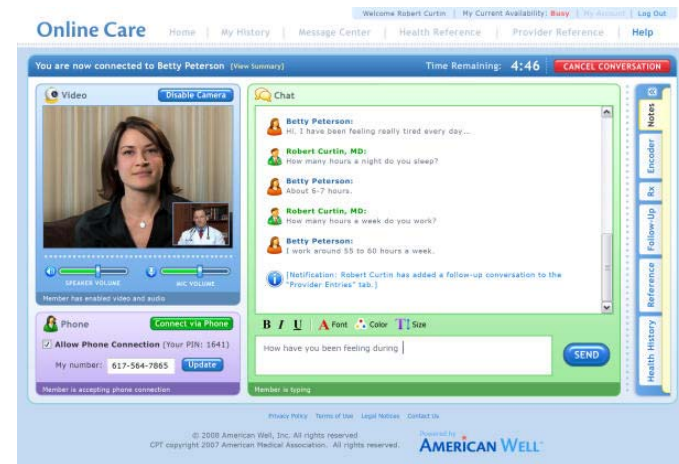 Welcome Robert Curtin | My Current Availability: Busy | My Account | Log Out
Online Care
Home | My History | Message Center | Health Reference | Provider Reference | Help
You are now connected to Betty Peterson (View Summary)
Time Remaining: 4:46 CANCEL CONVERSATION
Video
Disable Camera
SPEAKER VOLUME
MIC VOLUME
Member has enabled video and audio
Phone
Connect via Phone
Allow Phone Connection (Your PIN: 1641)
My number: 617-564-7865 Update
Member is accepting phone connection
Chat
Betty Peterson:
Hi, I have been feeling really tired every day...
Robert Curtin, MD:
How many hours a night do you sleep?
Betty Peterson:
About 6-7 hours.
Robert Curtin, MD:
How many hours a week do you work?
Betty Peterson:
I work around 55 to 60 hours a week.
[Notification: Robert Curtin has added a follow-up conversation to the
"Provider Entries" tab.]
B I U A Font Color T Size
How have you been feeling during
SEND
Member is typing
Notes
Encoder
Rx
Follow-Up
Reference
Health History
Privacy Policy Terms of Use Legal Notices Contact Us
© 2008 American Well, Inc. All rights reserved
CPT copyright 2007 American Medical Association. All rights reserved.
Powered by
AMERICAN WELL